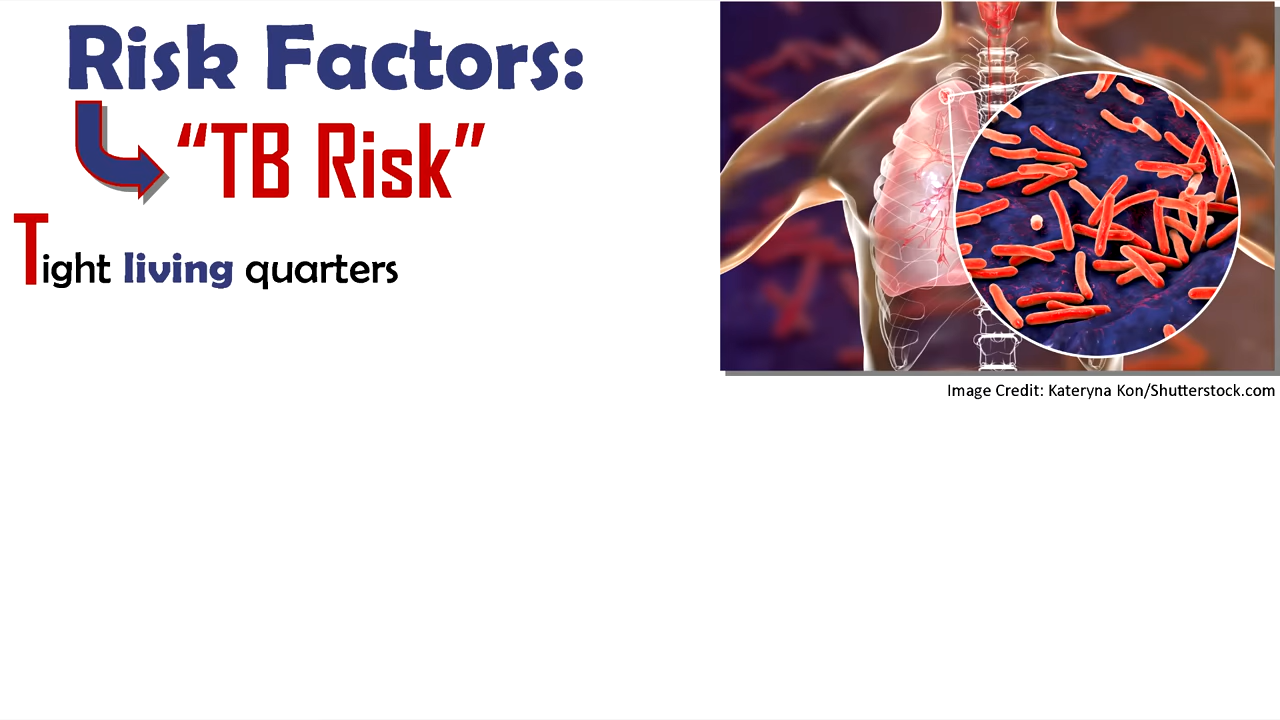 Risk Factors:
“TB Risk”
Tight living quarters
Image Credit: Kateryna Kon/Shutterstock.com